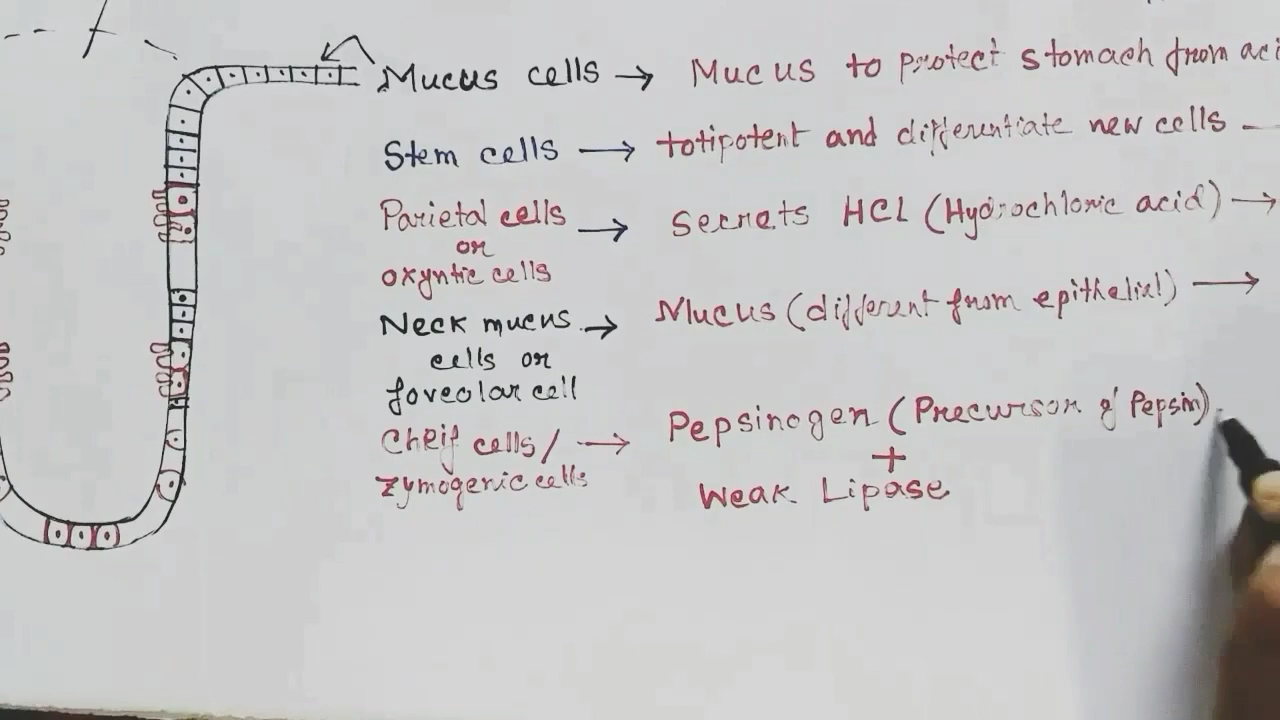 Mucus cells → Mucus to protect stomach from aci
Stem cells → totipotent and differentiate new cells –
Parietal cells → Secrets HCL (Hydrochloric acid) →
or
oxyntic cells
Neck mucus → Mucus (different from epithelial) →
cells or
foveolar cell
Cheif cells/ → Pepsinogen (Precursor of Pepsin)
zymogenic cells
+
Weak Lipase